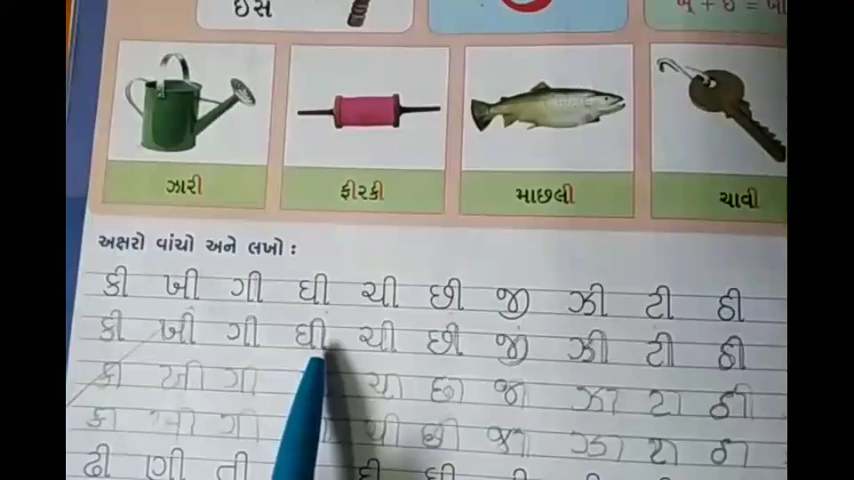 ઇસ
ખ્ + ઇ = ખિ
ઝારી ફીરકી માછલી ચાવી
અક્ષરો વાંચો અને લખો :
કી ખી ગી ઘી ચી છી જી ઝી ટી ઠી
કી ખી ગી ઘી ચી છી જી ઝી ટી ઠી
કી ખી ગી ચી છી જી ઝી ટી ઠી
કી ખી ગી ચી છી જી ઝી ટી ઠી
ઢી ણી તી દી ધી